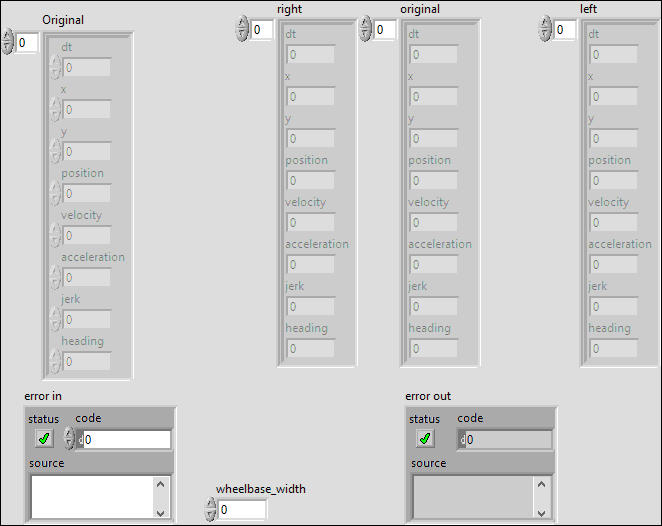 Original
0
dt
0
x
0
y
0
position
0
velocity
0
acceleration
0
jerk
0
heading
0
right
0
dt
0
x
0
y
0
position
0
velocity
0
acceleration
0
jerk
0
heading
0
original
0
dt
0
x
0
y
0
position
0
velocity
0
acceleration
0
jerk
0
heading
0
left
0
dt
0
x
0
y
0
position
0
velocity
0
acceleration
0
jerk
0
heading
0
error in
status code
d0
source
wheelbase_width
0
error out
status code
d0
source